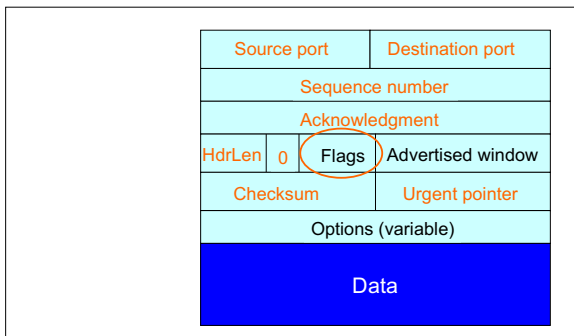 Source port Destination port
Sequence number
Acknowledgment
HdrLen 0 Flags Advertised window
Checksum Urgent pointer
Options (variable)
Data